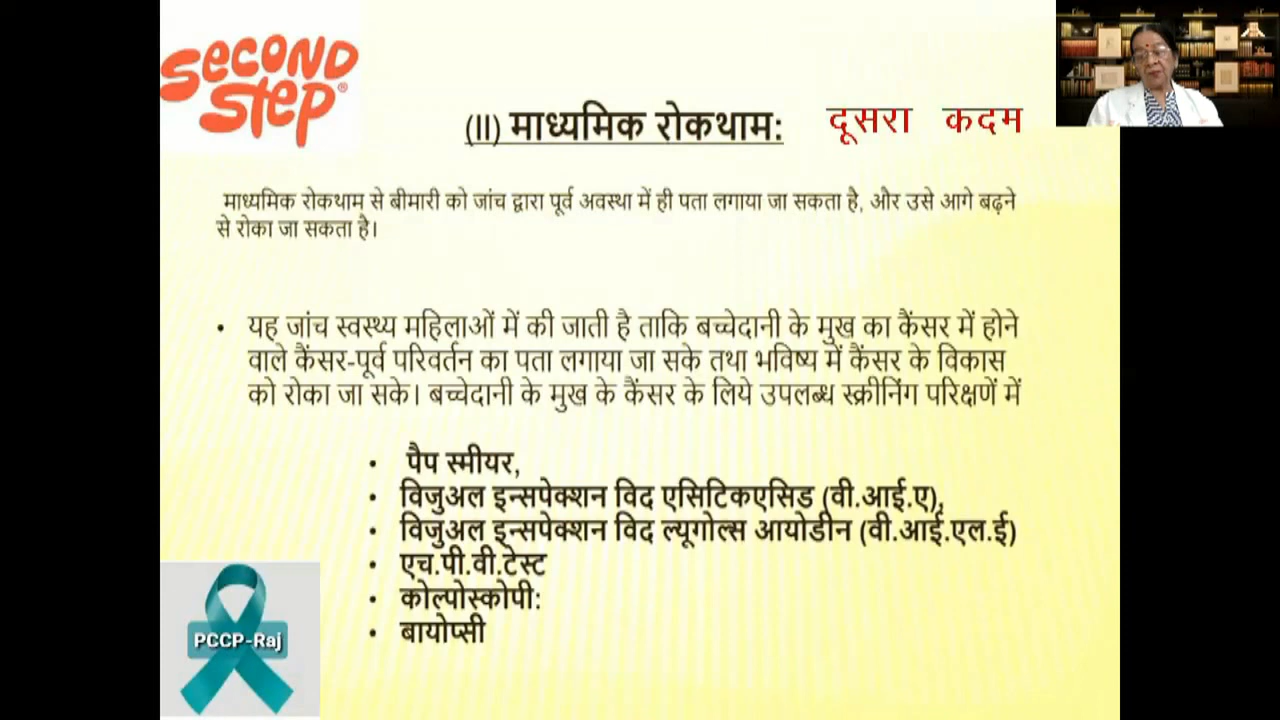 SECOND
STEP®
(II) माध्यमिक रोकथाम: दूसरा कदम
माध्यमिक रोकथाम से बीमारी को जांच द्वारा पूर्व अवस्था में ही पता लगाया जा सकता है, और उसे आगे बढ़ने
से रोका जा सकता है।
• यह जांच स्वस्थ्य महिलाओं में की जाती है ताकि बच्चेदानी के मुख का कैंसर में होने
वाले कैंसर-पूर्व परिवर्तन का पता लगाया जा सके तथा भविष्य में कैंसर के विकास
को रोका जा सके। बच्चेदानी के मुख के कैंसर के लिये उपलब्ध स्क्रीनिंग परिक्षणें में
• पैप स्मीयर,
• विजुअल इन्सपेक्शन विद एसिटिकएसिड (वी.आई.ए),
• विजुअल इन्सपेक्शन विद ल्यूगोल्स आयोडीन (वी.आई.एल.ई)
• एच.पी.वी.टेस्ट
• कोल्पोस्कोपी:
• बायोप्सी
PCCP-Raj